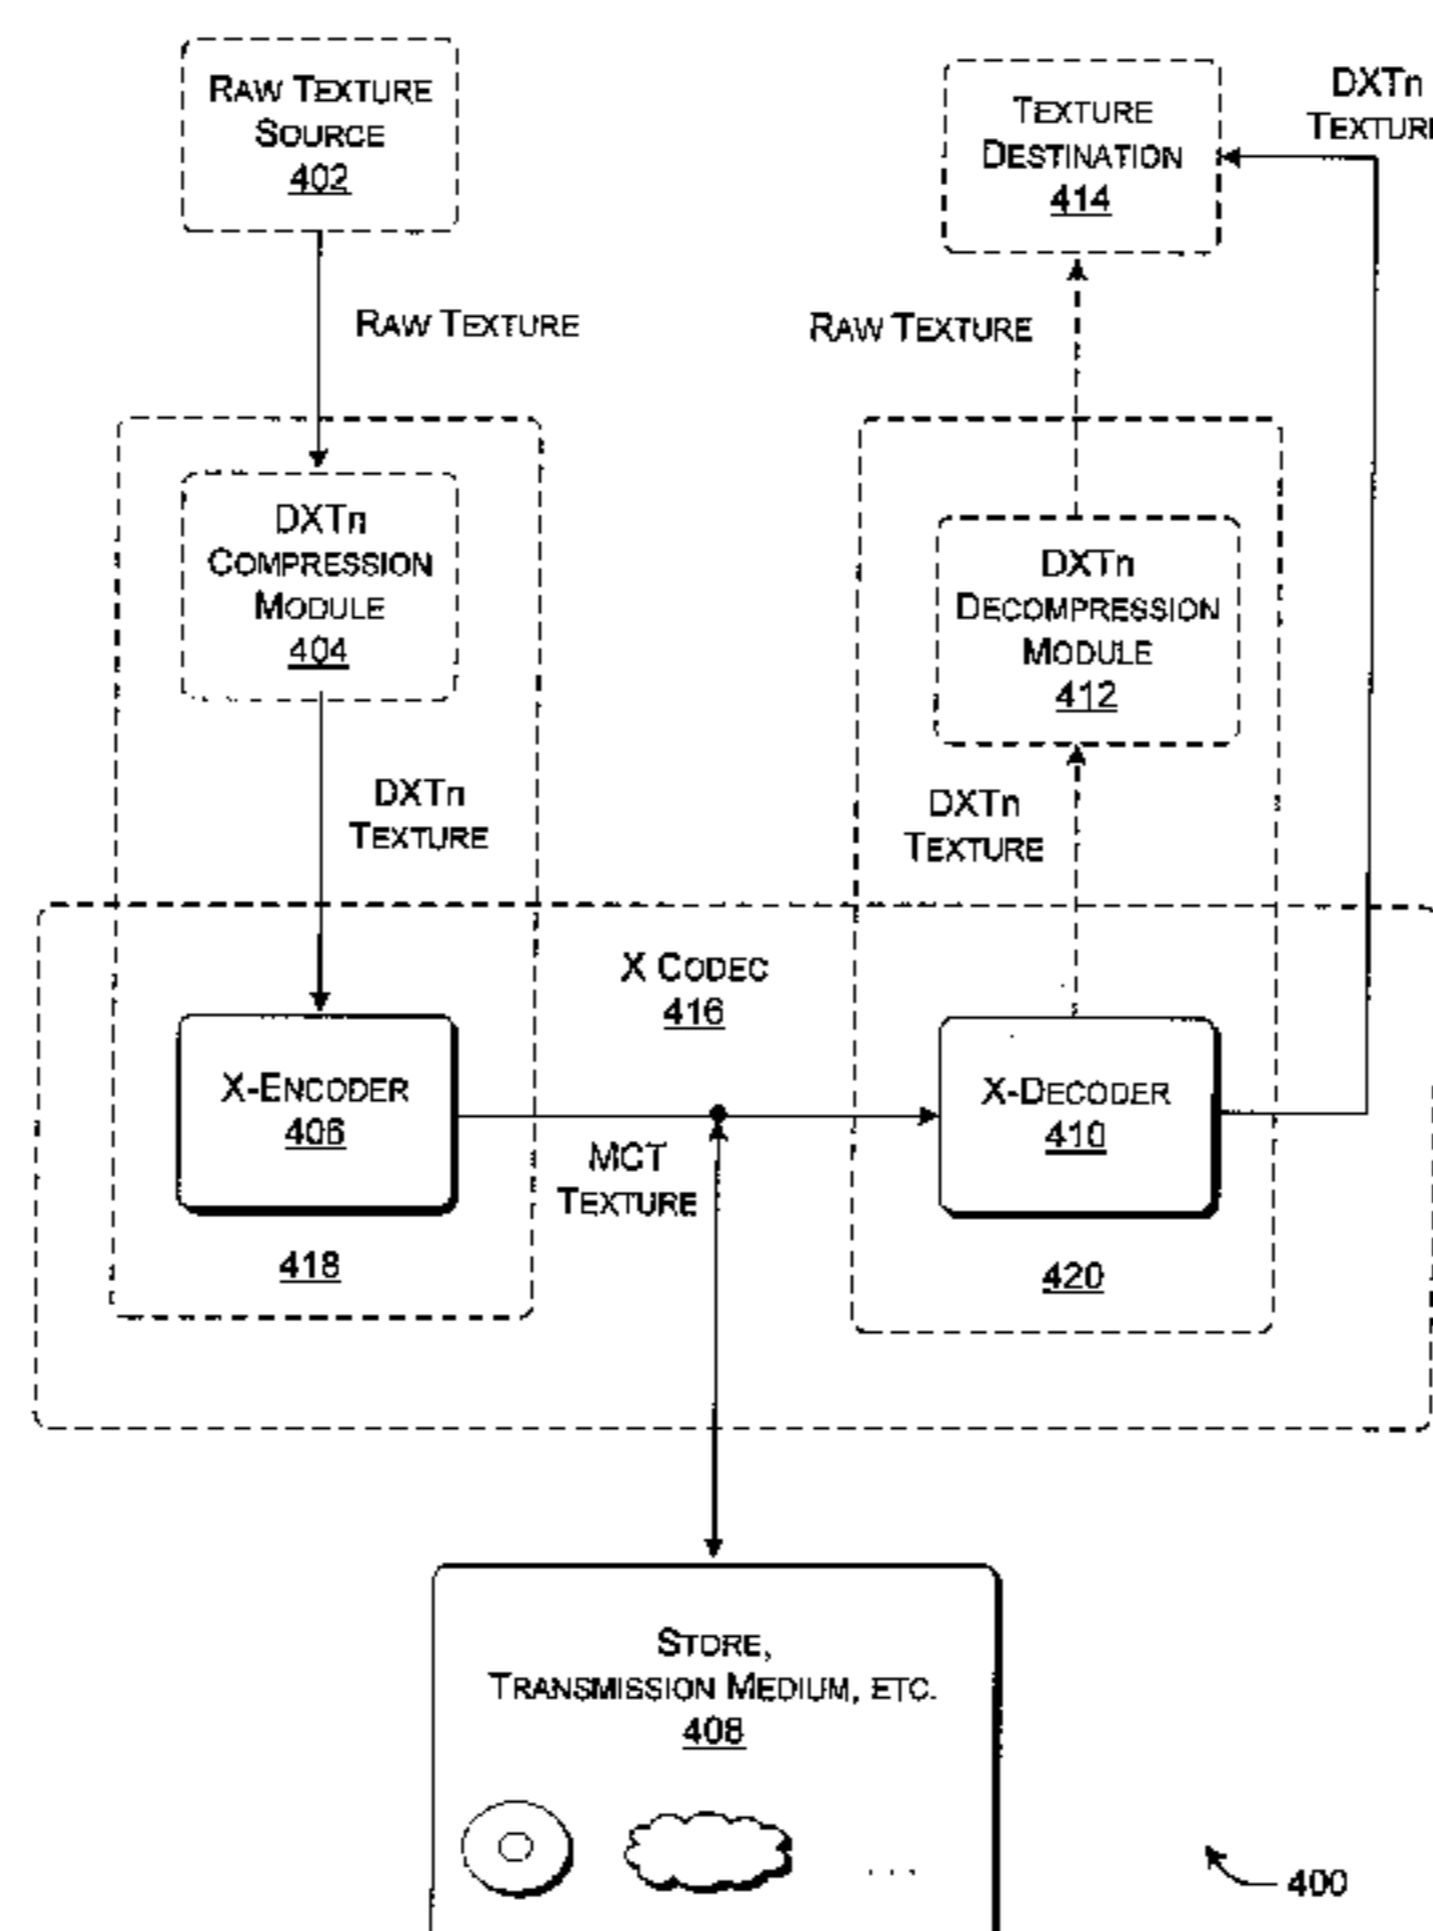 RAW TEXTURE
SOURCE
402
TEXTURE
DESTINATION
414
DXTn
TEXTURE
RAW TEXTURE
RAW TEXTURE
DXTn
COMPRESSION
MODULE
404
DXTn
DECOMPRESSION
MODULE
412
DXTn
TEXTURE
DXTn
TEXTURE
X CODEC
416
X-ENCODER
406
MCT
TEXTURE
X-DECODER
410
418
420
STORE,
TRANSMISSION MEDIUM, ETC.
408
...
400